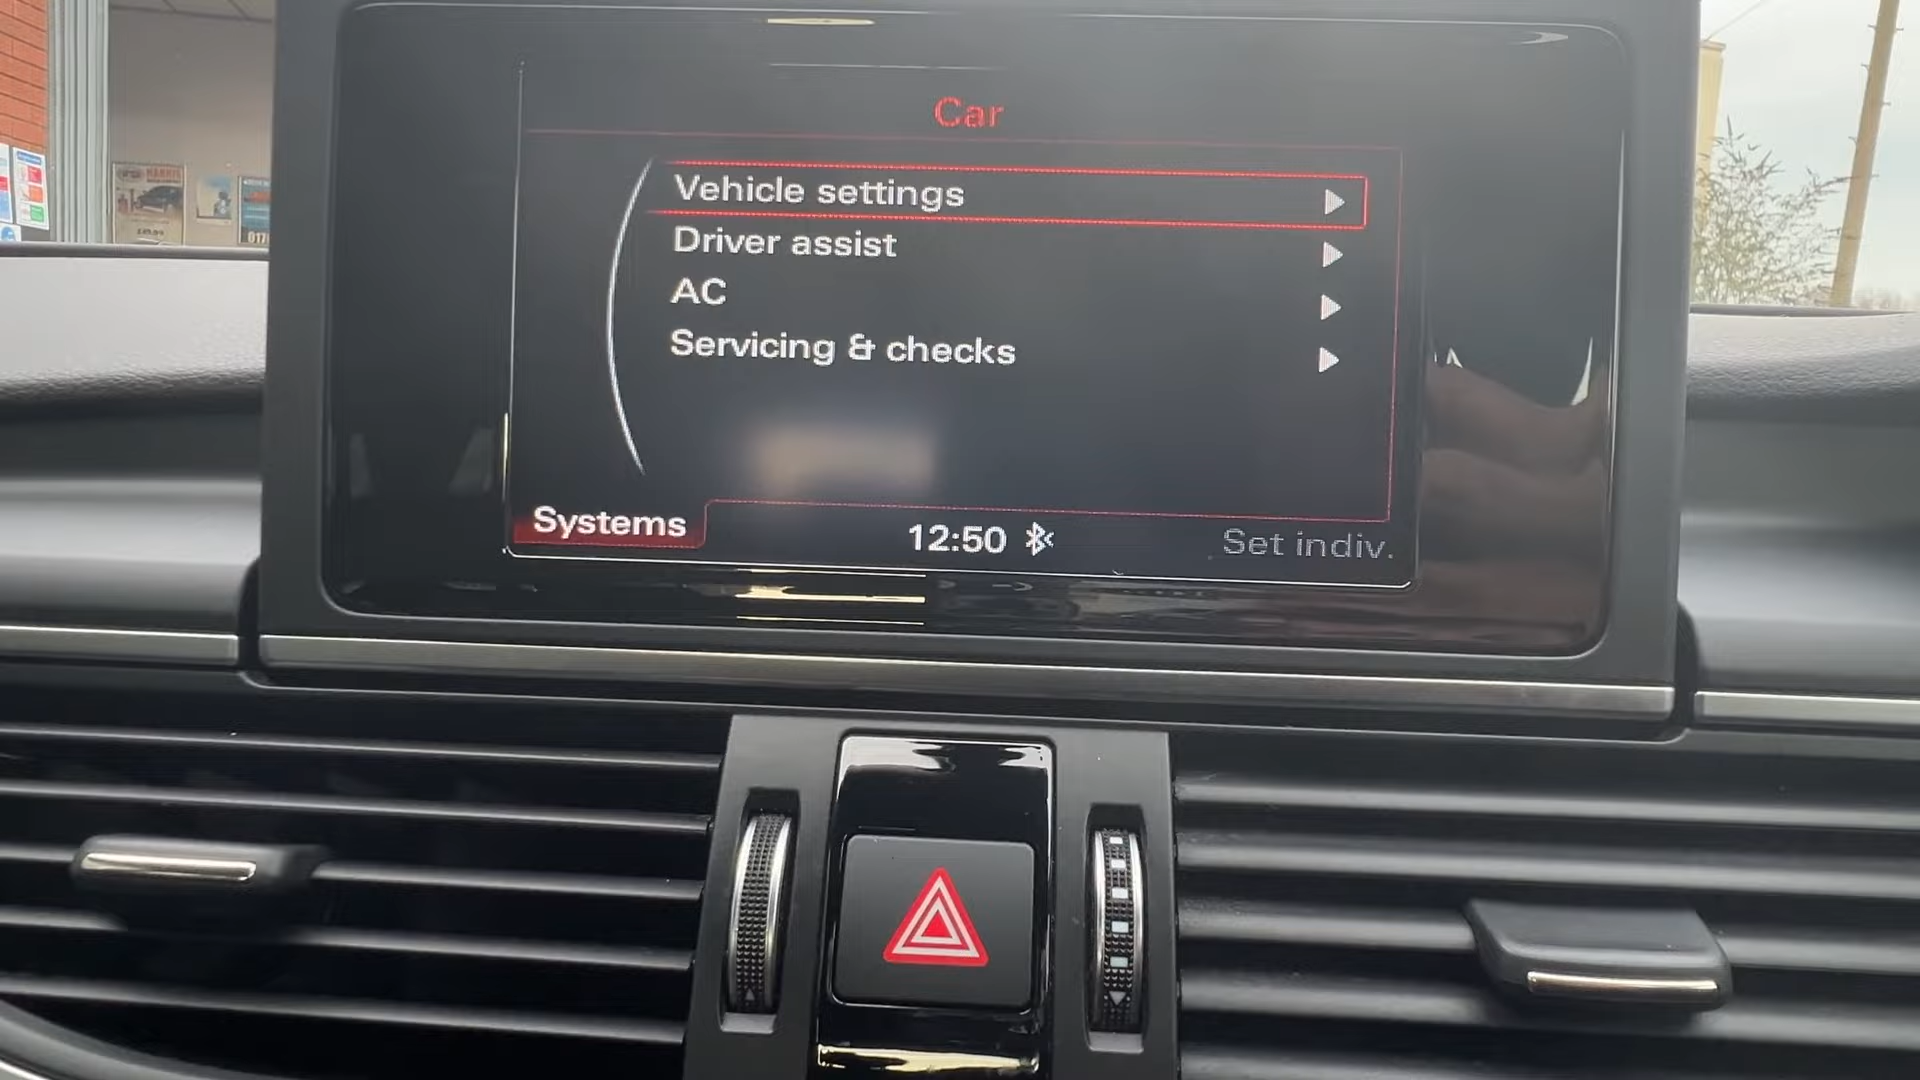 Car
Vehicle settings
Driver assist
AC
Servicing & checks
Systems
12:50
Set indiv.